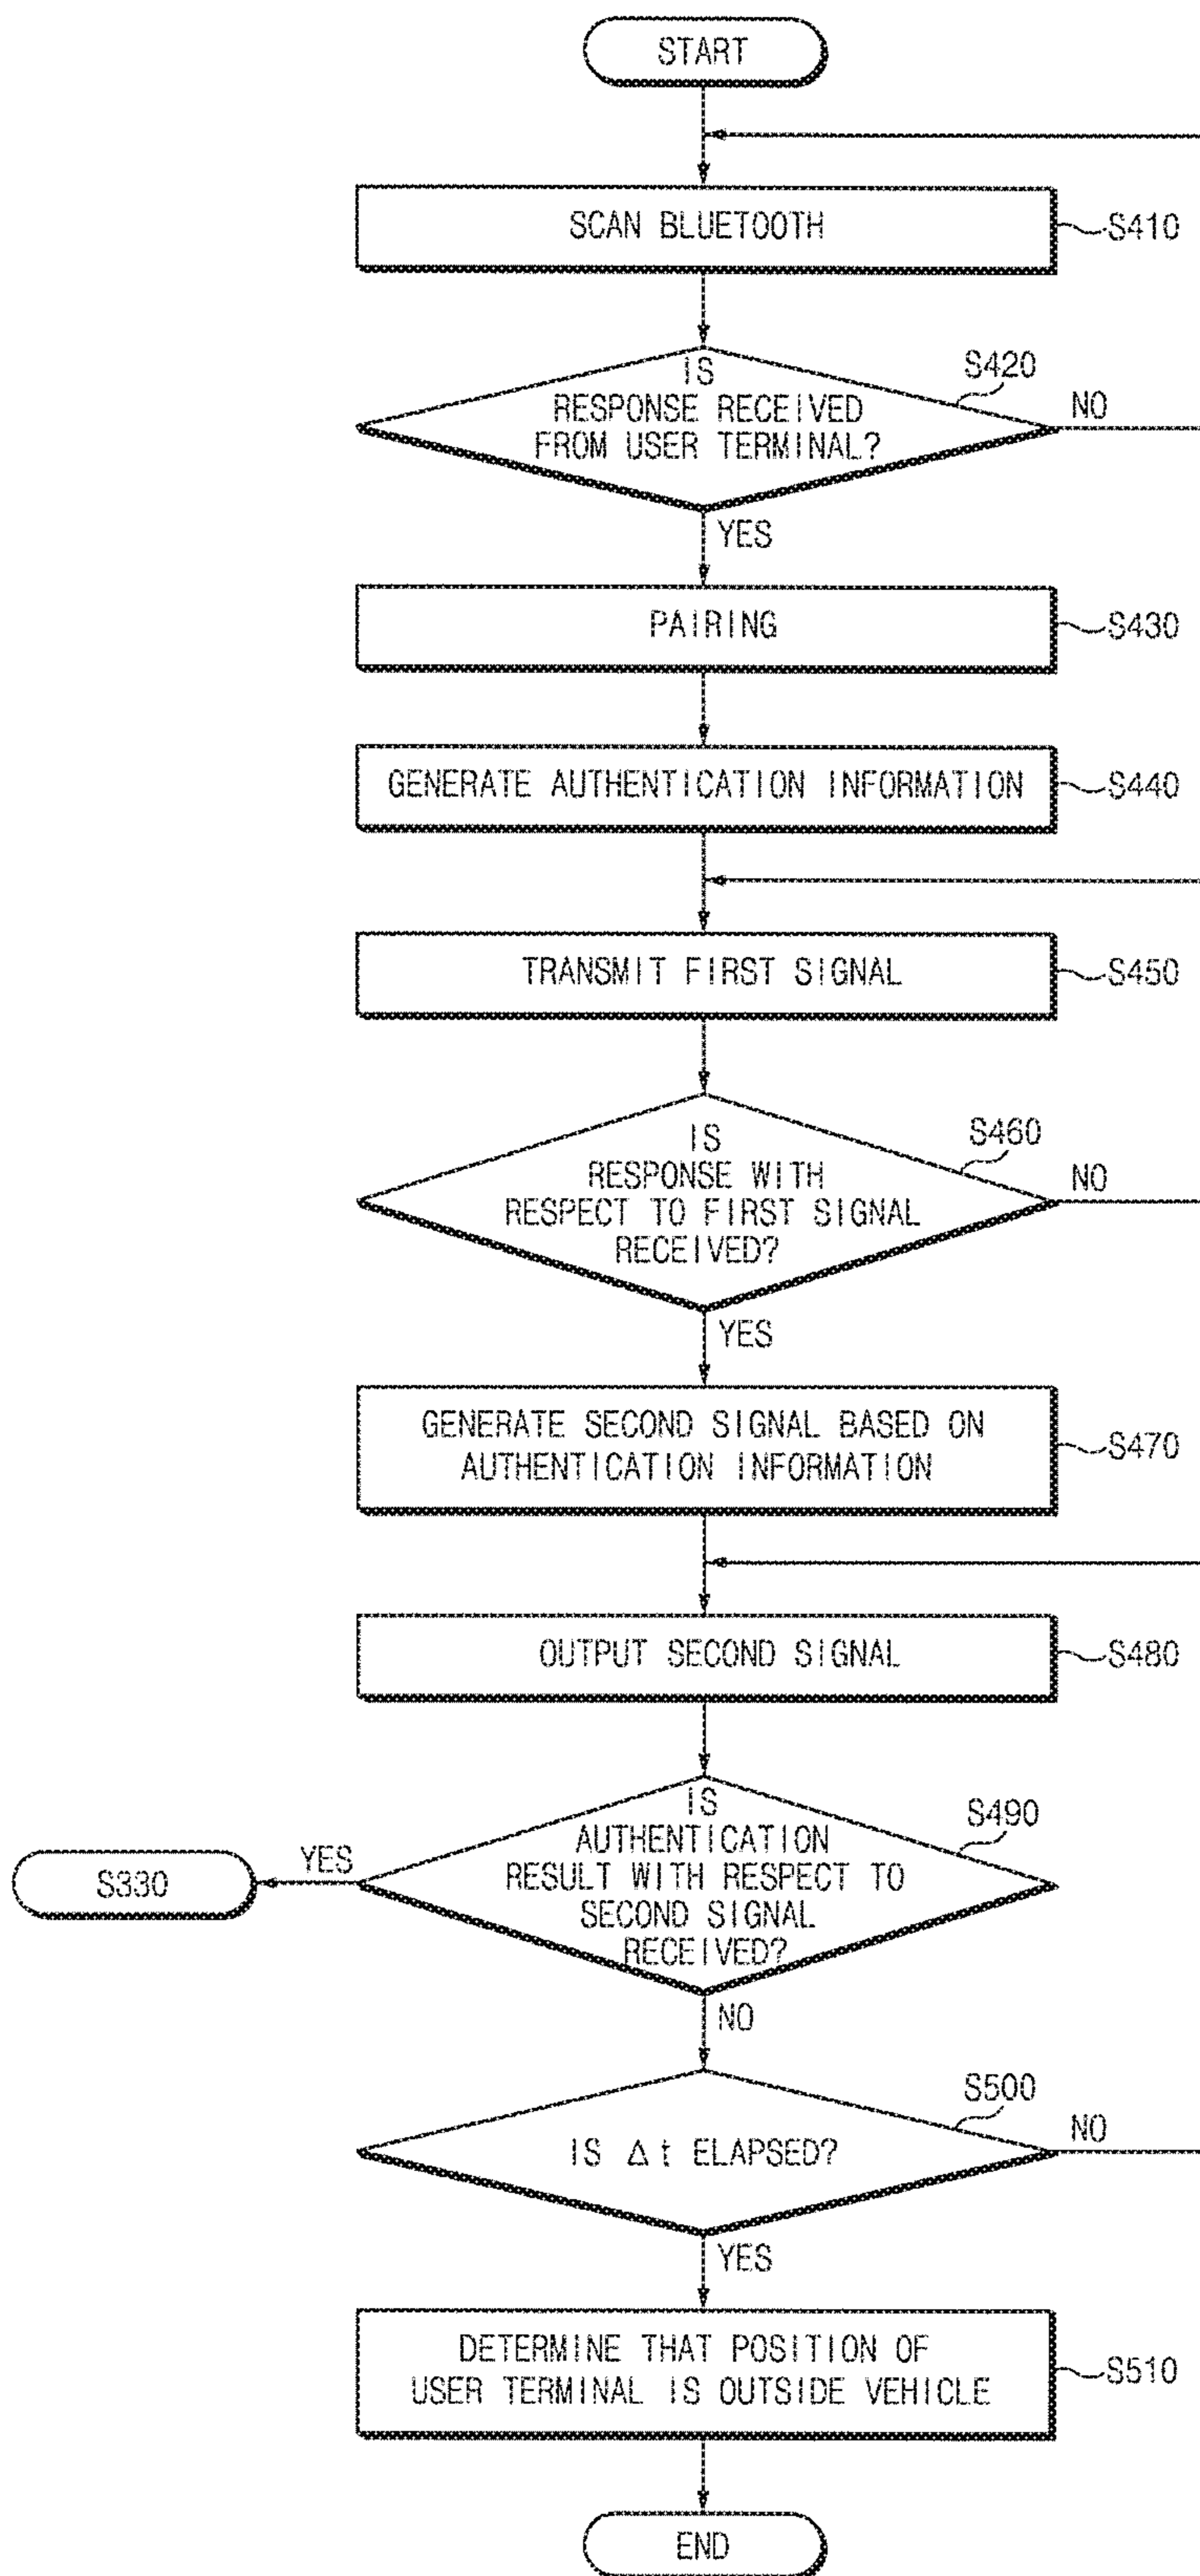 START
SCAN BLUETOOTH
S410
IS
RESPONSE RECEIVED
FROM USER TERMINAL?
S420
NO
YES
PAIRING
S430
GENERATE AUTHENTICATION INFORMATION
S440
TRANSMIT FIRST SIGNAL
S450
IS
RESPONSE WITH
RESPECT TO FIRST SIGNAL
RECEIVED?
S460
NO
YES
GENERATE SECOND SIGNAL BASED ON
AUTHENTICATION INFORMATION
S470
OUTPUT SECOND SIGNAL
S480
IS
AUTHENTICATION
RESULT WITH RESPECT TO
SECOND SIGNAL
RECEIVED?
S490
YES
S330
NO
IS Δt ELAPSED?
S500
NO
YES
DETERMINE THAT POSITION OF
USER TERMINAL IS OUTSIDE VEHICLE
S510
END